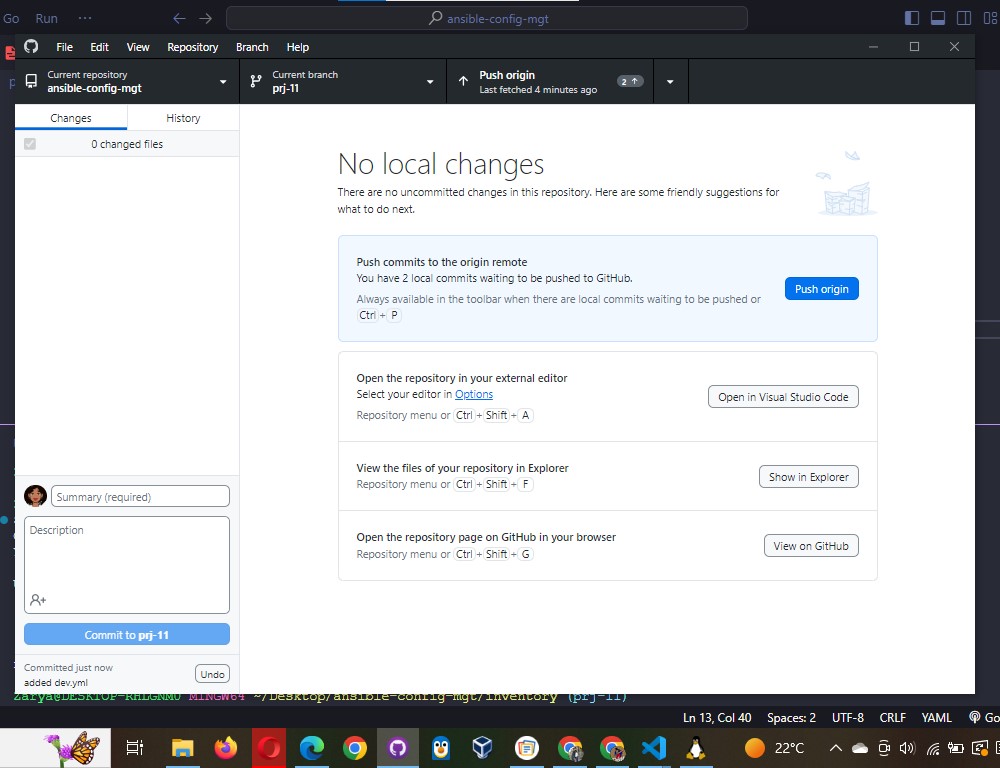 Go Run ··· ansible-config-mgt
File Edit View Repository Branch Help
Current repository
ansible-config-mgt
Current branch
prj-11
Push origin
Last fetched 4 minutes ago
2
Changes History
0 changed files
No local changes
There are no uncommitted changes in this repository. Here are some friendly suggestions for
what to do next.
Push commits to the origin remote
You have 2 local commits waiting to be pushed to GitHub.
Always available in the toolbar when there are local commits waiting to be pushed or
Ctrl + P
Push origin
Open the repository in your external editor
Select your editor in Options
Repository menu or Ctrl + Shift + A
Open in Visual Studio Code
View the files of your repository in Explorer
Repository menu or Ctrl + Shift + F
Show in Explorer
Open the repository page on GitHub in your browser
Repository menu or Ctrl + Shift + G
View on GitHub
Summary (required)
Description
Commit to prj-11
Committed just now
added dev.yml
Undo
zarya@DESKTOP-RHLGNMO MINGW64 ~/Desktop/ansible-config-mgt/inventory (prj-11)
Ln 13, Col 40 Spaces: 2 UTF-8 CRLF YAML Go
22°C